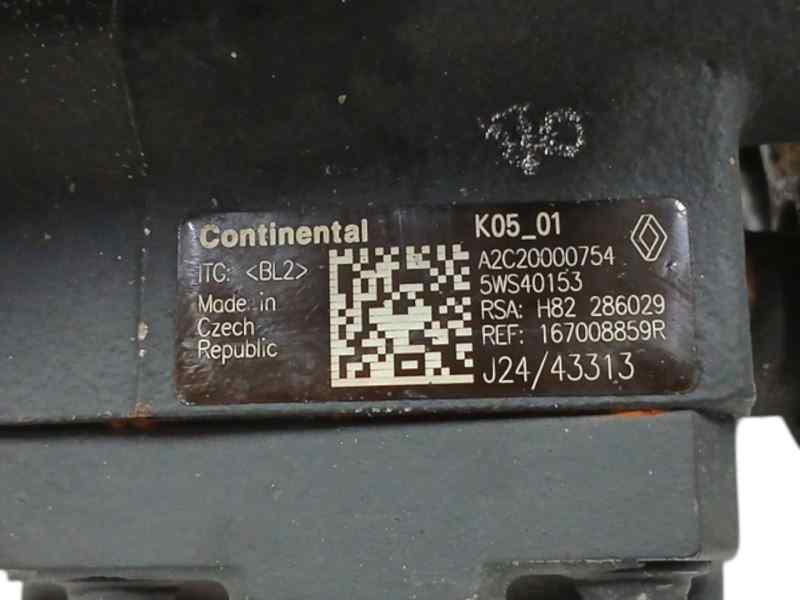 Continental
ITC: <BL2>
Made in
Czech
Republic
K05_01
A2C20000754
5WS40153
RSA: H82 286029
REF: 167008859R
J24/43313